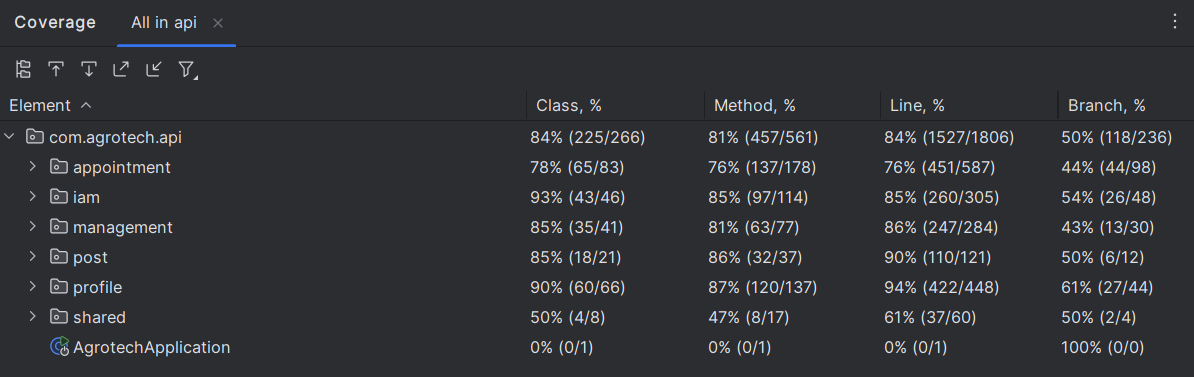 Coverage All in api
Element Class, % Method, % Line, % Branch, %
com.agrotech.api 84% (225/266) 81% (457/561) 84% (1527/1806) 50% (118/236)
appointment 78% (65/83) 76% (137/178) 76% (451/587) 44% (44/98)
iam 93% (43/46) 85% (97/114) 85% (260/305) 54% (26/48)
management 85% (35/41) 81% (63/77) 86% (247/284) 43% (13/30)
post 85% (18/21) 86% (32/37) 90% (110/121) 50% (6/12)
profile 90% (60/66) 87% (120/137) 94% (422/448) 61% (27/44)
shared 50% (4/8) 47% (8/17) 61% (37/60) 50% (2/4)
AgrotechApplication 0% (0/1) 0% (0/1) 0% (0/1) 100% (0/0)